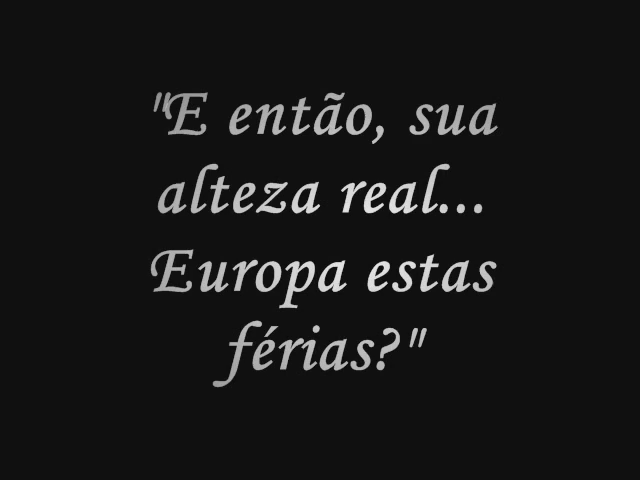 "E então, sua
alteza real...
Europa estas
férias?"